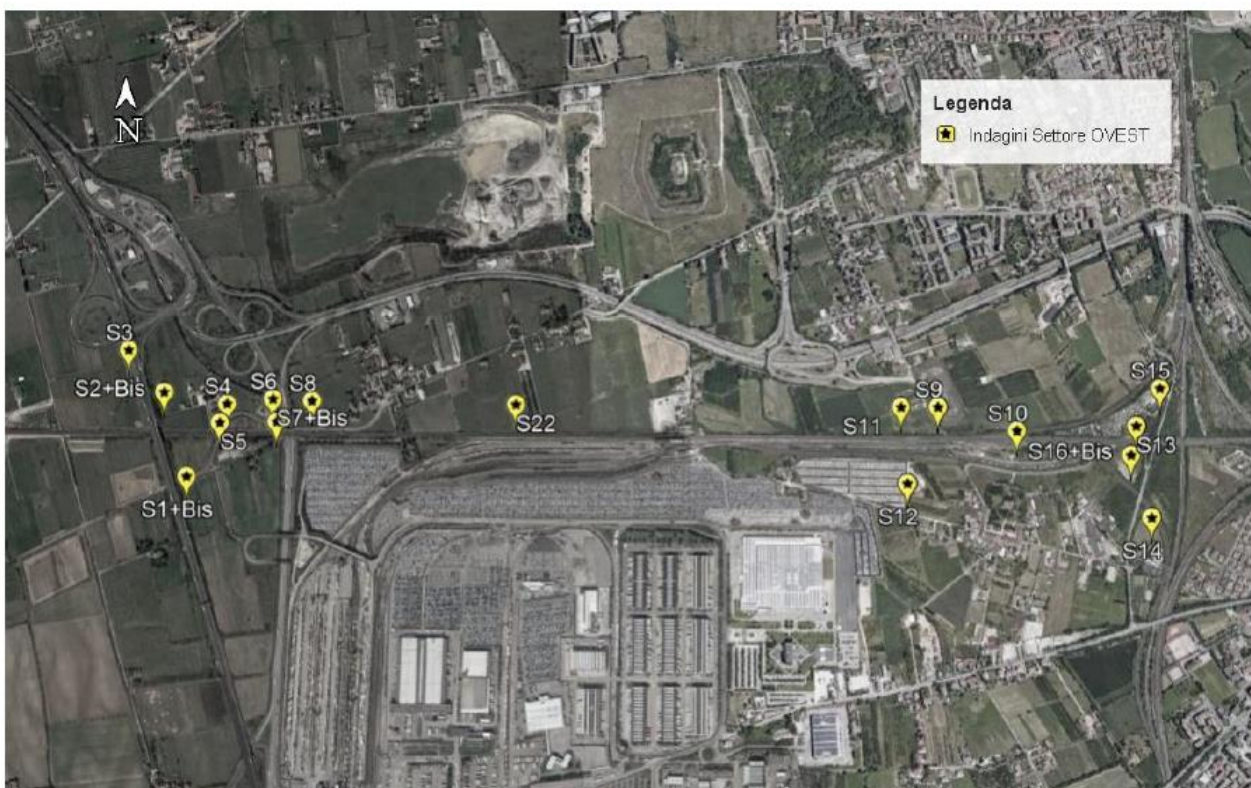 N
Legenda
Indagini Settore OVEST
S3
S2+Bis
S4
S6
S8
S15
S9
S7+Bis
S5
S22
S11
S10
S16+Bis
S13
S1+Bis
S12
S14